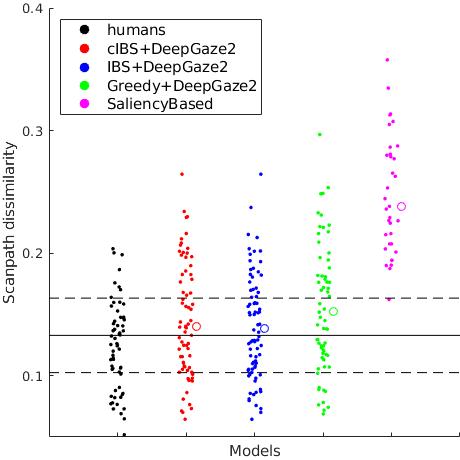 0.4
humans
cIBS+DeepGaze2
IBS+DeepGaze2
Greedy+DeepGaze2
SaliencyBased
0.3
Scanpath dissimilarity
0.2
0.1
Models